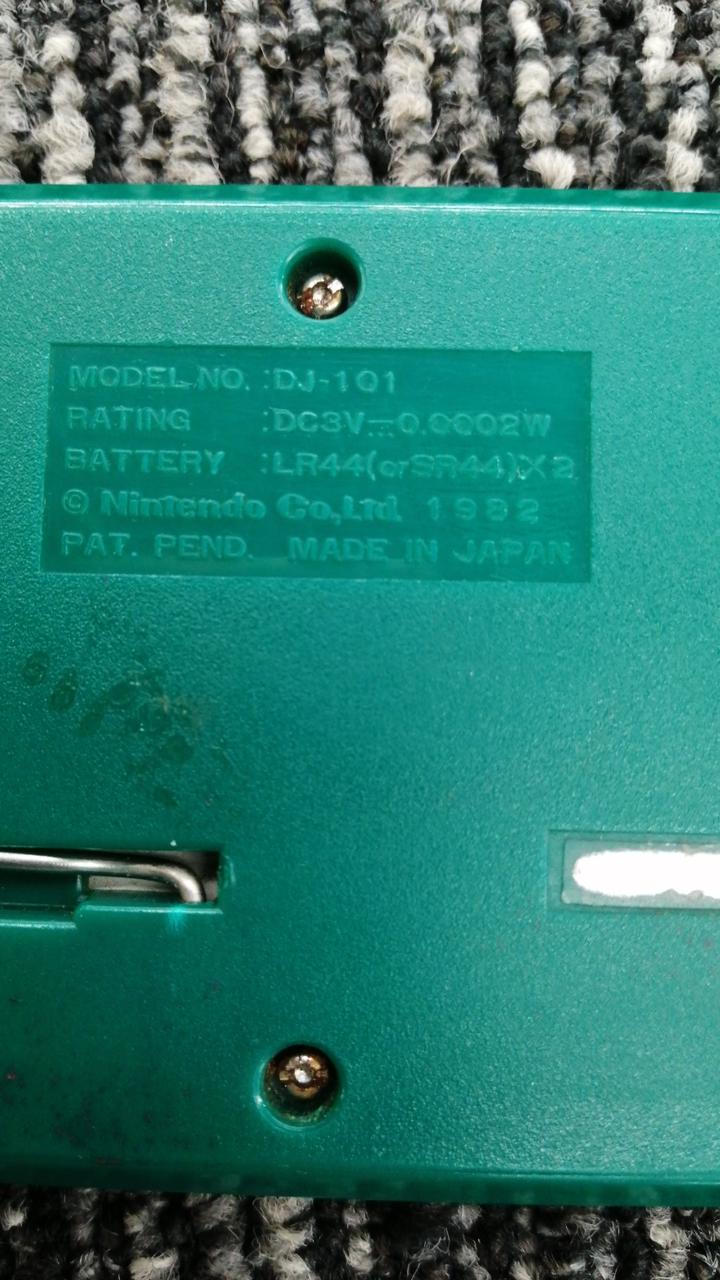 MODEL NO. :DJ-101
RATING :DC3V⎓0.0002W
BATTERY :LR44(or SR44)X2
© Nintendo Co,Ltd. 1982
PAT. PEND. MADE IN JAPAN